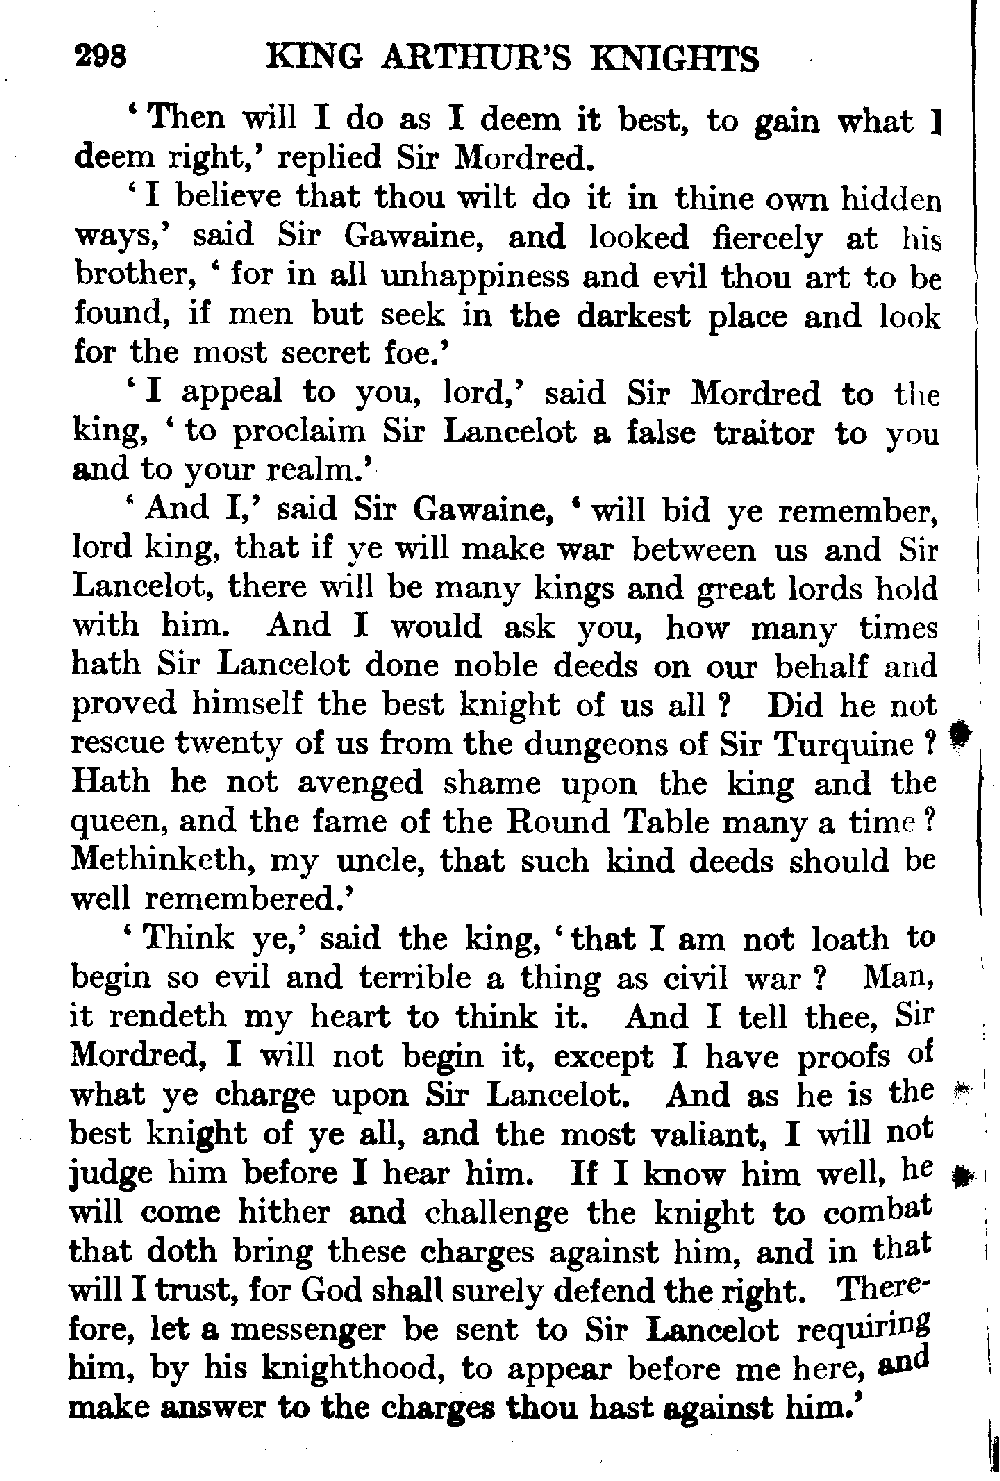 298 KING ARTHUR'S KNIGHTS
‘ Then will I do as I deem it best, to gain what I
deem right,’ replied Sir Mordred.
‘ I believe that thou wilt do it in thine own hidden
ways,’ said Sir Gawaine, and looked fiercely at his
brother, ‘ for in all unhappiness and evil thou art to be
found, if men but seek in the darkest place and look
for the most secret foe.’
‘ I appeal to you, lord,’ said Sir Mordred to the
king, ‘ to proclaim Sir Lancelot a false traitor to you
and to your realm.’
‘ And I,’ said Sir Gawaine, ‘ will bid ye remember,
lord king, that if ye will make war between us and Sir
Lancelot, there will be many kings and great lords hold
with him. And I would ask you, how many times
hath Sir Lancelot done noble deeds on our behalf and
proved himself the best knight of us all ? Did he not
rescue twenty of us from the dungeons of Sir Turquine ?
Hath he not avenged shame upon the king and the
queen, and the fame of the Round Table many a time ?
Methinketh, my uncle, that such kind deeds should be
well remembered.’
‘ Think ye,’ said the king, ‘ that I am not loath to
begin so evil and terrible a thing as civil war ? Man,
it rendeth my heart to think it. And I tell thee, Sir
Mordred, I will not begin it, except I have proofs of
what ye charge upon Sir Lancelot. And as he is the
best knight of ye all, and the most valiant, I will not
judge him before I hear him. If I know him well, he
will come hither and challenge the knight to combat
that doth bring these charges against him, and in that
will I trust, for God shall surely defend the right. There-
fore, let a messenger be sent to Sir Lancelot requiring
him, by his knighthood, to appear before me here, and
make answer to the charges thou hast against him.’